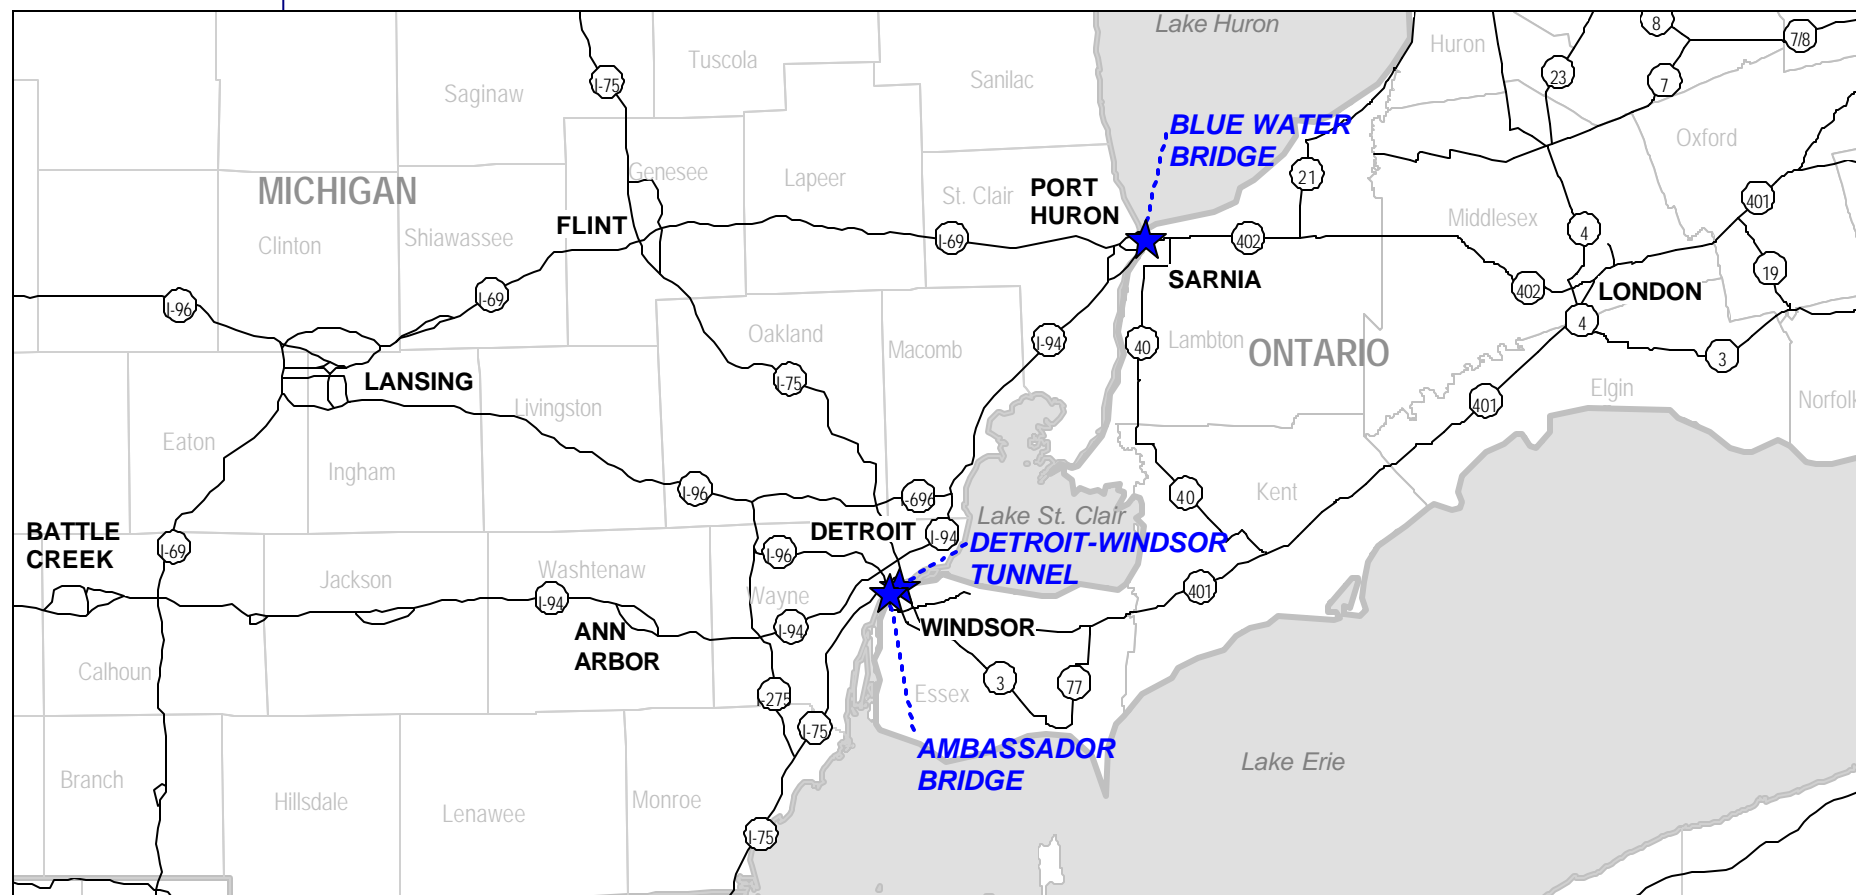 Lake Huron
Huron
8
7/8
23
7
Tuscola
Sanilac
Saginaw
I-75
BLUE WATER
BRIDGE
Oxford
MICHIGAN
Genesee
Lapeer
St. Clair
PORT
HURON
21
401
Middlesex
Clinton
Shiawassee
FLINT
I-69
402
4
19
SARNIA
I-96
I-69
402
LONDON
4
Oakland
Macomb
I-94
40
Lambton
ONTARIO
3
LANSING
I-75
Livingston
401
Elgin
Norfolk
Eaton
Ingham
I-96
I-696
40
Kent
BATTLE
CREEK
I-69
DETROIT
I-94
Lake St. Clair
DETROIT-WINDSOR
TUNNEL
I-96
Jackson
Washtenaw
I-94
Wayne
401
ANN
ARBOR
I-94
WINDSOR
Calhoun
I-275
Essex
3
77
I-75
AMBASSADOR
BRIDGE
Lake Erie
Branch
Hillsdale
Lenawee
Monroe
I-75